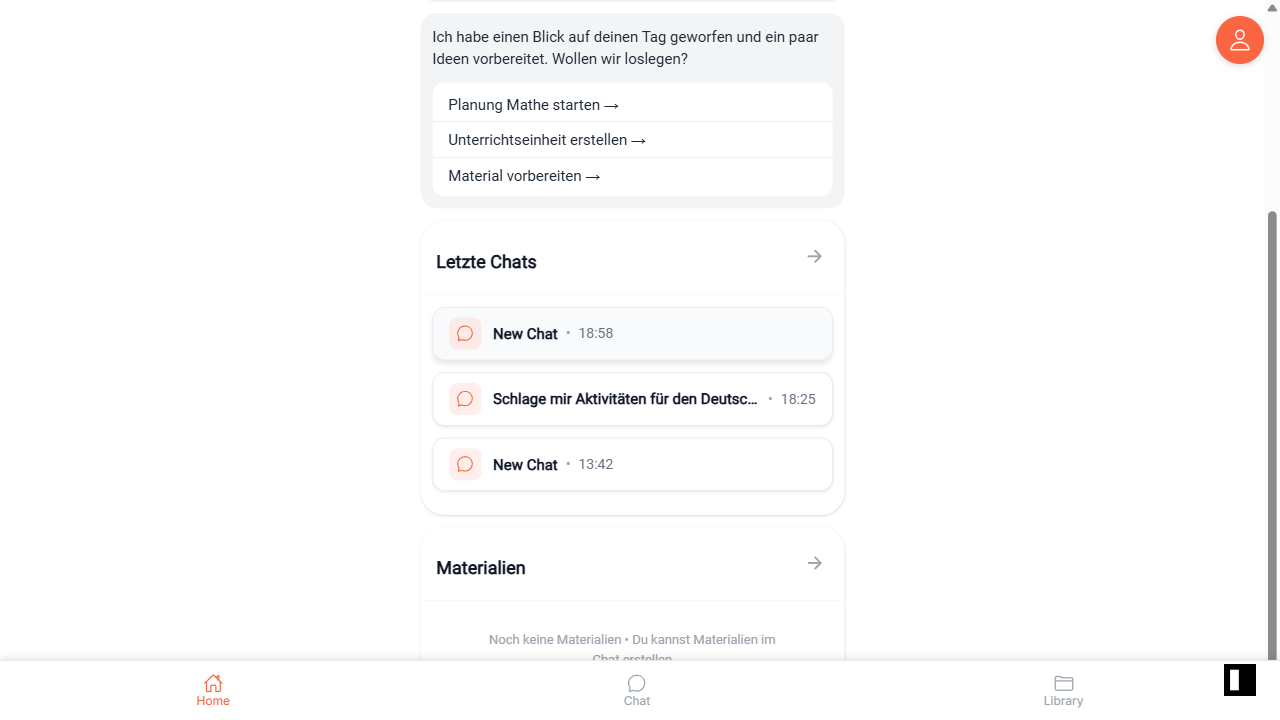 Ich habe einen Blick auf deinen Tag geworfen und ein paar
Ideen vorbereitet. Wollen wir loslegen?
Planung Mathe starten →
Unterrichtseinheit erstellen →
Material vorbereiten →
Letzte Chats
New Chat • 18:58
Schlage mir Aktivitäten für den Deutsc... • 18:25
New Chat • 13:42
Materialien
Noch keine Materialien • Du kannst Materialien im
Chat erstellen
Home
Chat
Library